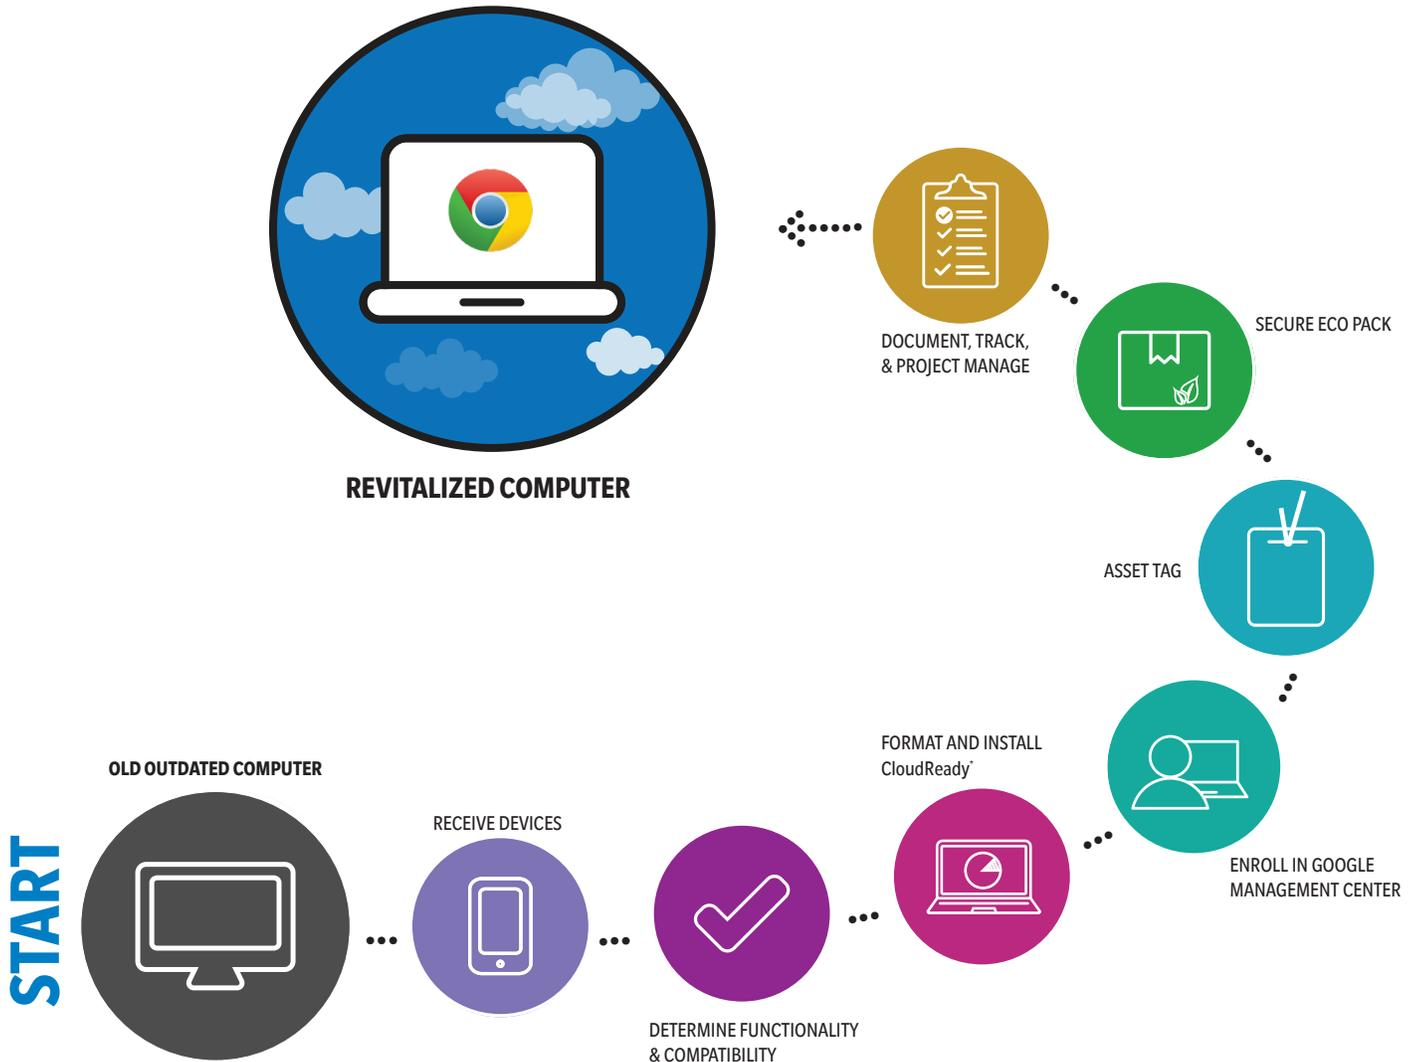 START
OLD OUTDATED COMPUTER
RECEIVE DEVICES
DETERMINE FUNCTIONALITY
& COMPATIBILITY
FORMAT AND INSTALL
CloudReady*
ENROLL IN GOOGLE
MANAGEMENT CENTER
ASSET TAG
SECURE ECO PACK
DOCUMENT, TRACK,
& PROJECT MANAGE
REVITALIZED COMPUTER